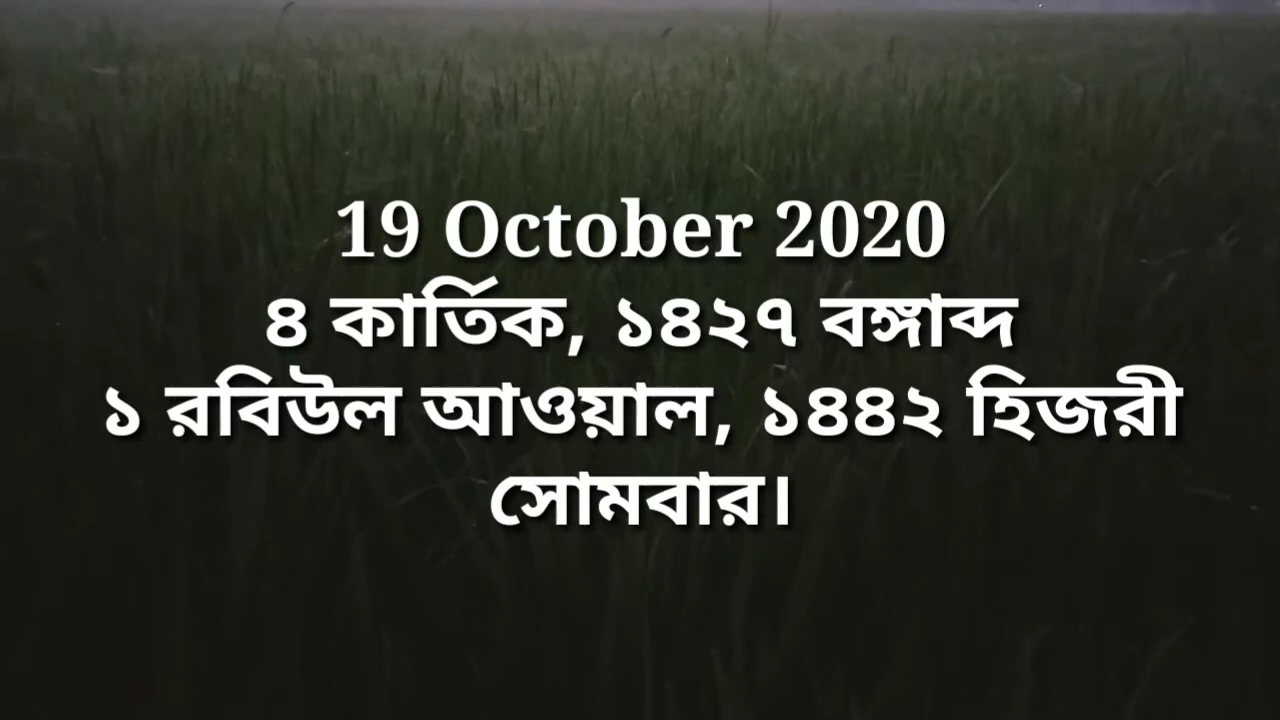 19 October 2020
৪ কার্তিক, ১৪২৭ বঙ্গাব্দ
১ রবিউল আওয়াল, ১৪৪২ হিজরী
সোমবার।